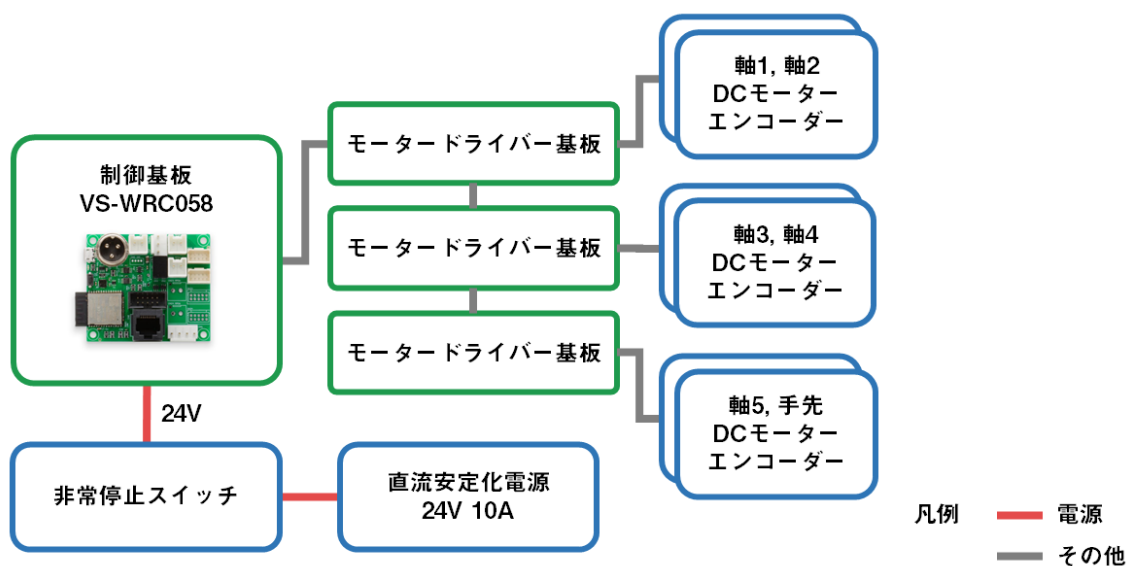 制御基板
VS-WRC058
モータードライバー基板
モータードライバー基板
モータードライバー基板
軸1, 軸2
DCモーター
エンコーダー
軸3, 軸4
DCモーター
エンコーダー
軸5, 手先
DCモーター
エンコーダー
24V
非常停止スイッチ
直流安定化電源
24V 10A
凡例
電源
その他